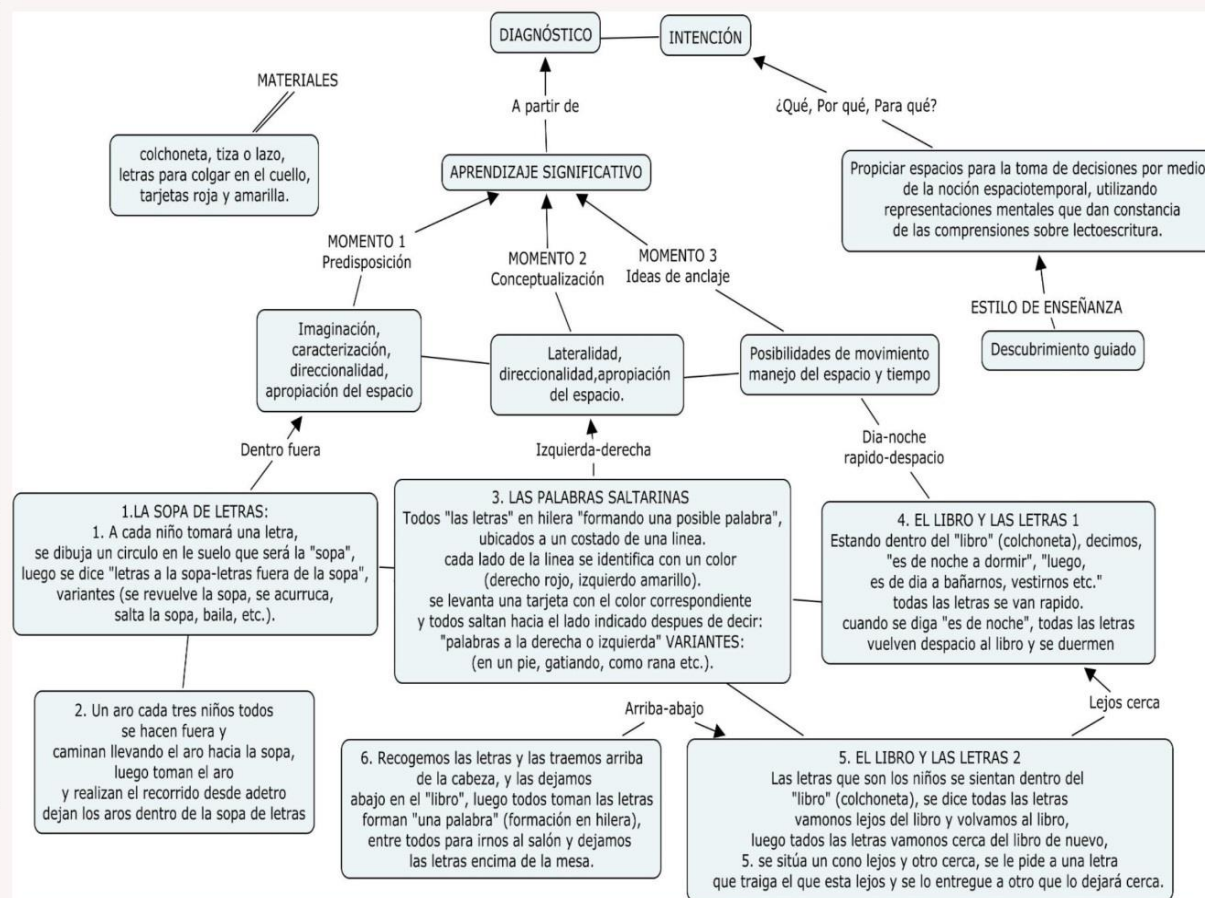 DIAGNÓSTICO
INTENCIÓN
MATERIALES
A partir de
¿Qué, Por qué, Para qué?
colchoneta, tiza o lazo,
letras para colgar en el cuello,
tarjetas roja y amarilla.
APRENDIZAJE SIGNIFICATIVO
Propiciar espacios para la toma de decisiones por medio
de la noción espaciotemporal, utilizando
representaciones mentales que dan constancia
de las comprensiones sobre lectoescritura.
MOMENTO 1
Predisposición
MOMENTO 2
Conceptualización
MOMENTO 3
Ideas de anclaje
ESTILO DE ENSEÑANZA
Descubrimiento guiado
Imaginación,
caracterización,
direccionalidad,
apropiación del espacio
Lateralidad,
direccionalidad,apropiación
del espacio.
Posibilidades de movimiento
manejo del espacio y tiempo
Dentro fuera
Izquierda-derecha
Dia-noche
rapido-despacio
1.LA SOPA DE LETRAS:
1. A cada niño tomará una letra,
se dibuja un circulo en le suelo que será la "sopa",
luego se dice "letras a la sopa-letras fuera de la sopa",
variantes (se revuelve la sopa, se acurruca,
salta la sopa, baila, etc.).
3. LAS PALABRAS SALTARINAS
Todos "las letras" en hilera "formando una posible palabra",
ubicados a un costado de una linea.
cada lado de la linea se identifica con un color
(derecho rojo, izquierdo amarillo).
se levanta una tarjeta con el color correspondiente
y todos saltan hacia el lado indicado despues de decir:
"palabras a la derecha o izquierda" VARIANTES:
(en un pie, gatiando, como rana etc.).
4. EL LIBRO Y LAS LETRAS 1
Estando dentro del "libro" (colchoneta), decimos,
"es de noche a dormir", "luego,
es de dia a bañarnos, vestirnos etc."
todas las letras se van rapido.
cuando se diga "es de noche", todas las letras
vuelven despacio al libro y se duermen
2. Un aro cada tres niños todos
se hacen fuera y
caminan llevando el aro hacia la sopa,
luego toman el aro
y realizan el recorrido desde adetro
dejan los aros dentro de la sopa de letras
Arriba-abajo
Lejos cerca
6. Recogemos las letras y las traemos arriba
de la cabeza, y las dejamos
abajo en el "libro", luego todos toman las letras
forman "una palabra" (formación en hilera),
entre todos para irnos al salón y dejamos
las letras encima de la mesa.
5. EL LIBRO Y LAS LETRAS 2
Las letras que son los niños se sientan dentro del
"libro" (colchoneta), se dice todas las letras
vamonos lejos del libro y volvamos al libro,
luego tados las letras vamonos cerca del libro de nuevo,
5. se sitúa un cono lejos y otro cerca, se le pide a una letra
que traiga el que esta lejos y se lo entregue a otro que lo dejará cerca.